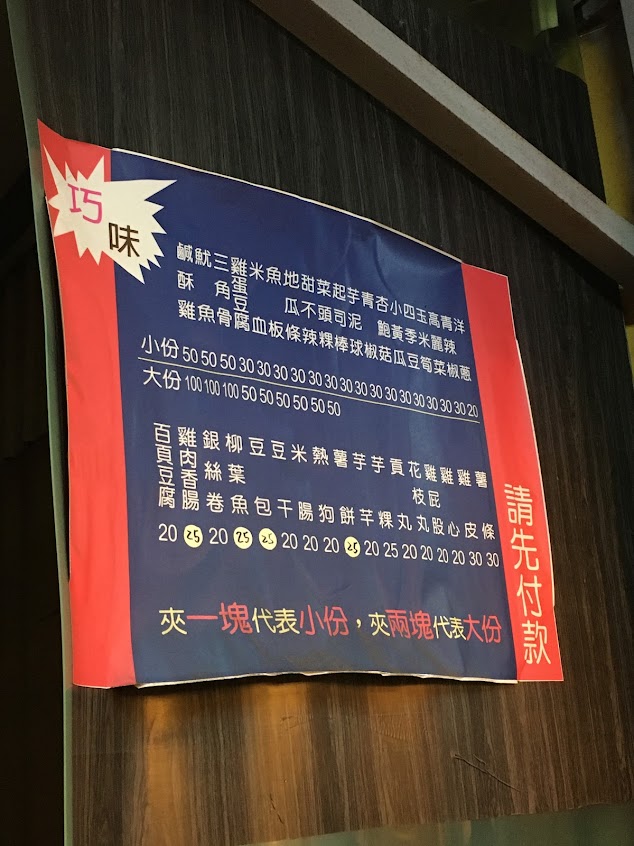 巧味
鹹酥雞
魷魚
三角骨
雞蛋豆腐
米血
魚板
地瓜條
甜不辣
菜頭粿
起司棒
芋泥球
青椒
杏鮑菇
小黃瓜
四季豆
玉米筍
高麗菜
青辣椒
洋蔥
小份 50 50 50 30 30 30 30 30 30 30 30 30 30 30 30 30 30 30 20
大份 100 100 100 50 50 50 50 50 50
百頁豆腐
雞肉香腸
銀絲卷
柳葉魚
豆包
豆干
米腸
熱狗
薯餅
芋芊
芋粿
貢丸
花枝丸
雞屁股
雞心
雞皮
薯條
20 25 20 25 25 20 20 20 25 20 25 20 20 20 20 30 30
夾一塊代表小份，夾兩塊代表大份
請先付款